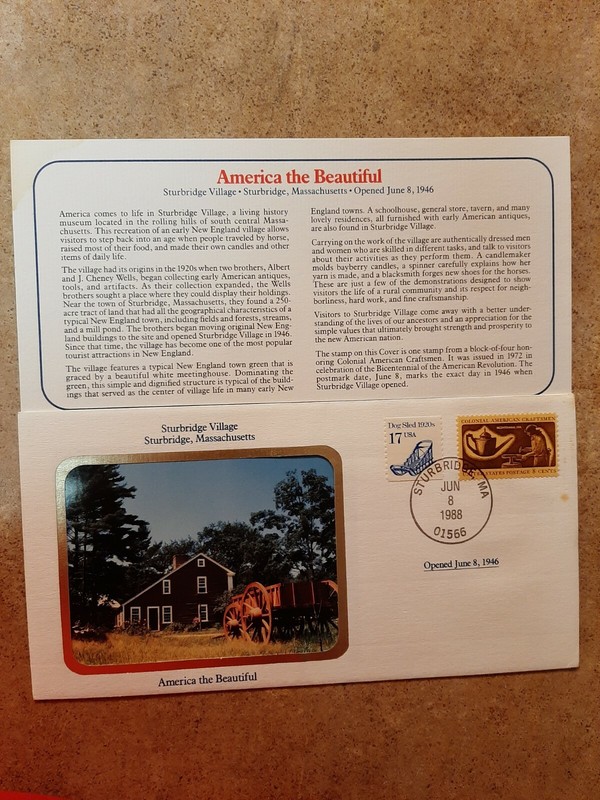 America the Beautiful
Sturbridge Village • Sturbridge, Massachusetts • Opened June 8, 1946
America comes to life in Sturbridge Village, a living history
museum located in the rolling hills of south central Massa-
chusetts. This recreation of an early New England village allows
visitors to step back into an age when people traveled by horse,
raised most of their food, and made their own candles and other
items of daily life.
The village had its origins in the 1920s when two brothers, Albert
and J. Cheney Wells, began collecting early American antiques,
tools, and artifacts. As their collection expanded, the Wells
brothers sought a place where they could display their holdings.
Near the town of Sturbridge, Massachusetts, they found a 250-
acre tract of land that had all the geographical characteristics of a
typical New England town, including fields and forests, streams,
and a mill pond. The brothers began moving original New Eng-
land buildings to the site and opened Sturbridge Village in 1946.
Since that time, the village has become one of the most popular
tourist attractions in New England.
The village features a typical New England town green that is
graced by a beautiful white meetinghouse. Dominating the
green, this simple and dignified structure is typical of the build-
ings that served as the center of village life in many early New
England towns. A schoolhouse, general store, tavern, and many
lovely residences, all furnished with early American antiques,
are also found in Sturbridge Village.
Carrying on the work of the village are authentically dressed men
and women who are skilled in different tasks, and talk to visitors
about their activities as they perform them. A candlemaker
molds bayberry candles, a spinner carefully explains how her
yarn is made, and a blacksmith forges new shoes for the horses.
These are just a few of the demonstrations designed to show
visitors the life of a rural community and its respect for neigh-
borliness, hard work, and fine craftsmanship.
Visitors to Sturbridge Village come away with a better under-
standing of the lives of our ancestors and an appreciation for the
simple values that ultimately brought strength and prosperity to
the new American nation.
The stamp on this Cover is one stamp from a block-of-four hon-
oring Colonial American Craftsmen. It was issued in 1972 in
celebration of the Bicentennial of the American Revolution. The
postmark date, June 8, marks the exact day in 1946 when
Sturbridge Village opened.
Sturbridge Village
Sturbridge, Massachusetts
Dog Sled 1920s
17 USA
COLONIAL AMERICAN CRAFTSMEN
STATES POSTAGE 8 CENTS
STURBRIDGE, MA
JUN
8
1988
01566
Opened June 8, 1946
America the Beautiful